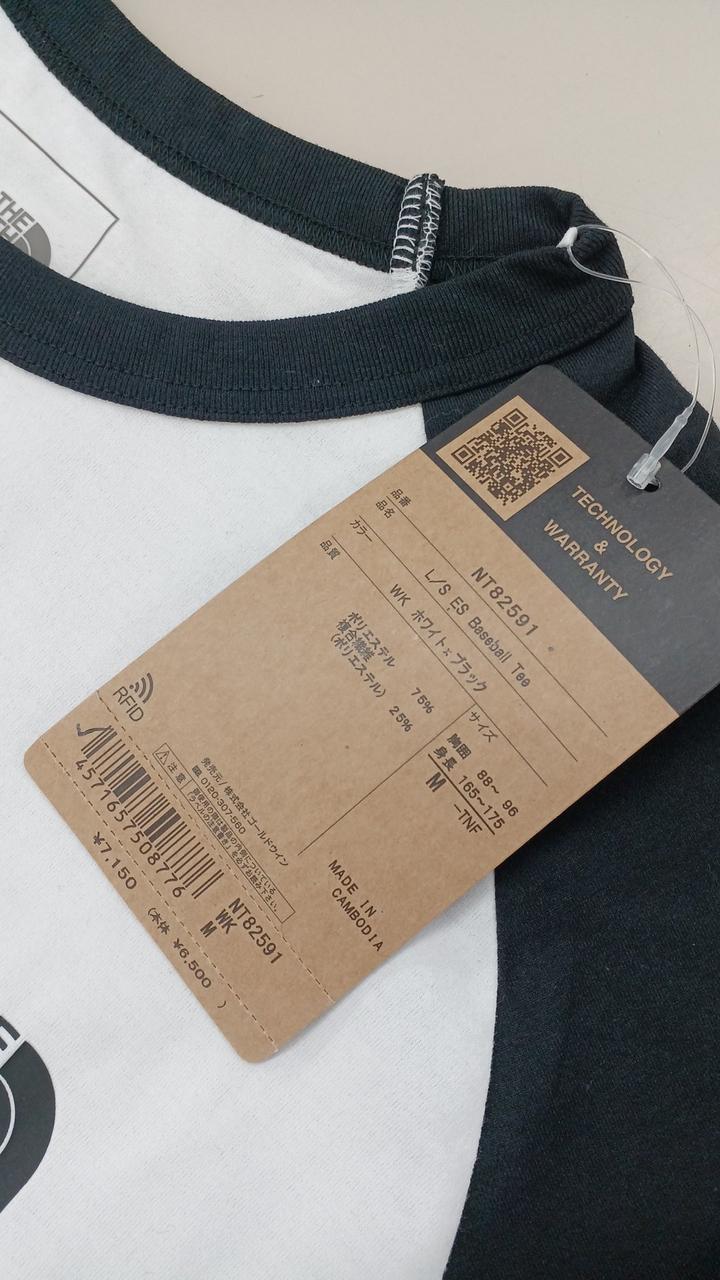 THE
TECHNOLOGY
&
WARRANTY
品番 NT82591
品名 L/S ES Baseball Tee
カラー WK ホワイト×ブラック
品質
ポリエステル 75%
複合繊維
(ポリエステル) 25%
サイズ
胸囲 88~ 96
身長 165~175
M -TNF
MADE IN
CAMBODIA
RFID
発売元/株式会社ゴールドウイン
0120-307-560
注意
4571657508776
NT82591
WK
M
¥7,150 (本体 ¥6,500 )